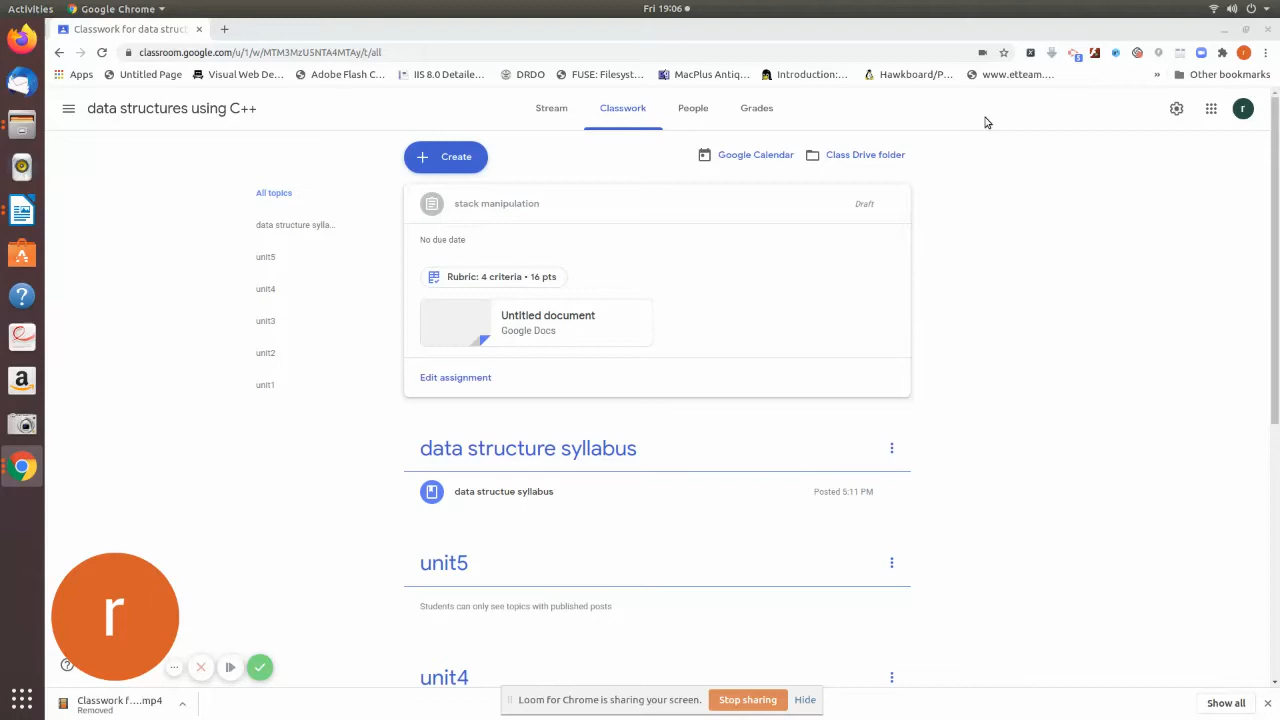 Activities
Google Chrome
Fri 19:06
Classwork for data struc
classroom.google.com/u/1/w/MTM3MzU5NTA4MTAy/t/all
5
r
Apps
Untitled Page
Visual Web De...
Adobe Flash C...
IIS 8.0 Detaile...
DRDO
FUSE: Filesyst...
MacPlus Antiq...
Introduction:...
Hawkboard/P...
www.etteam....
»
Other bookmarks
data structures using C++
Stream
Classwork
People
Grades
r
Create
Google Calendar
Class Drive folder
All topics
data structure sylla...
unit5
unit4
unit3
unit2
unit1
stack manipulation
Draft
No due date
Rubric: 4 criteria • 16 pts
Untitled document
Google Docs
Edit assignment
data structure syllabus
data structue syllabus
Posted 5:11 PM
unit5
Students can only see topics with published posts
unit4
r
Classwork f....mp4
Removed
Loom for Chrome is sharing your screen.
Stop sharing
Hide
Show all